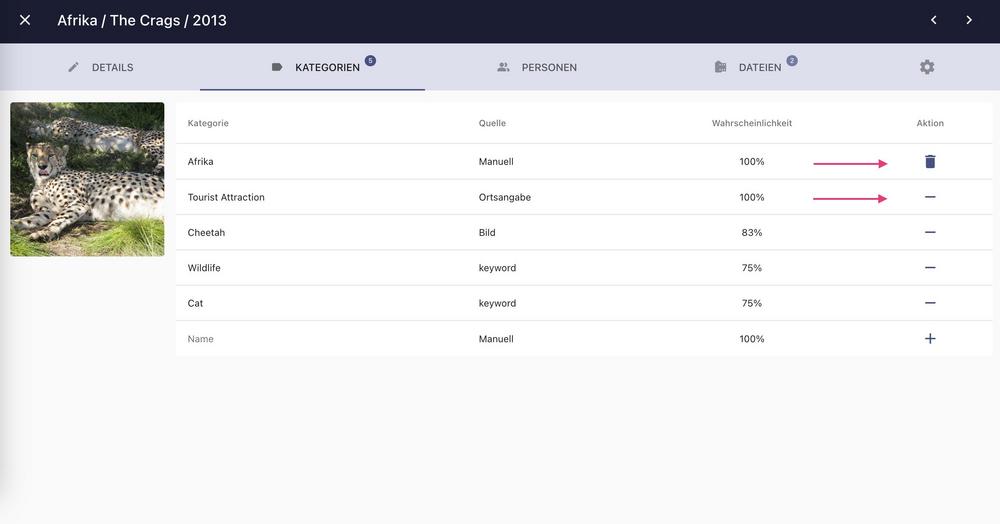 Afrika / The Crags / 2013
DETAILS KATEGORIEN 5 PERSONEN DATEIEN 2
Kategorie Quelle Wahrscheinlichkeit Aktion
Afrika Manuell 100%
Tourist Attraction Ortsangabe 100%
Cheetah Bild 83%
Wildlife keyword 75%
Cat keyword 75%
Name Manuell 100%